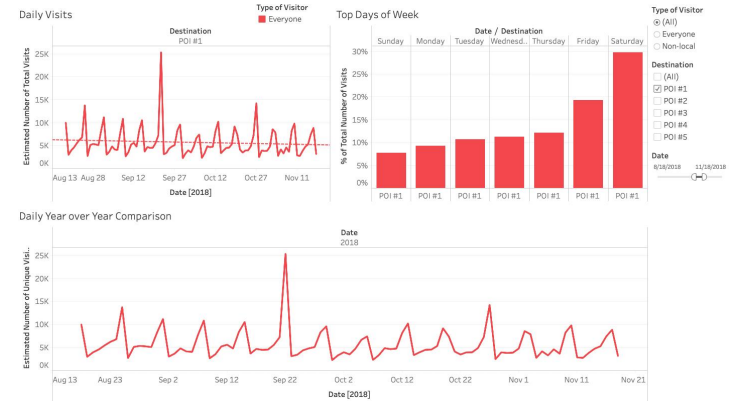 Daily Visits
Type of Visitor
Everyone
Destination
POI #1
Estimated Number of Total Visits
25K
20K
15K
10K
5K
0K
Aug 13 Aug 28 Sep 12 Sep 27 Oct 12 Oct 27 Nov 11
Date [2018]
Top Days of Week
Date / Destination
Sunday Monday Tuesday Wednesd.. Thursday Friday Saturday
% of Total Number of Visits
30%
25%
20%
15%
10%
5%
0%
POI #1 POI #1 POI #1 POI #1 POI #1 POI #1 POI #1
Type of Visitor
(All)
Everyone
Non-local
Destination
(All)
POI #1
POI #2
POI #3
POI #4
POI #5
Date
8/18/2018 11/18/2018
Daily Year over Year Comparison
Date
2018
Estimated Number of Unique Visi..
25K
20K
15K
10K
5K
0K
Aug 13 Aug 23 Sep 2 Sep 12 Sep 22 Oct 2 Oct 12 Oct 22 Nov 1 Nov 11 Nov 21
Date [2018]